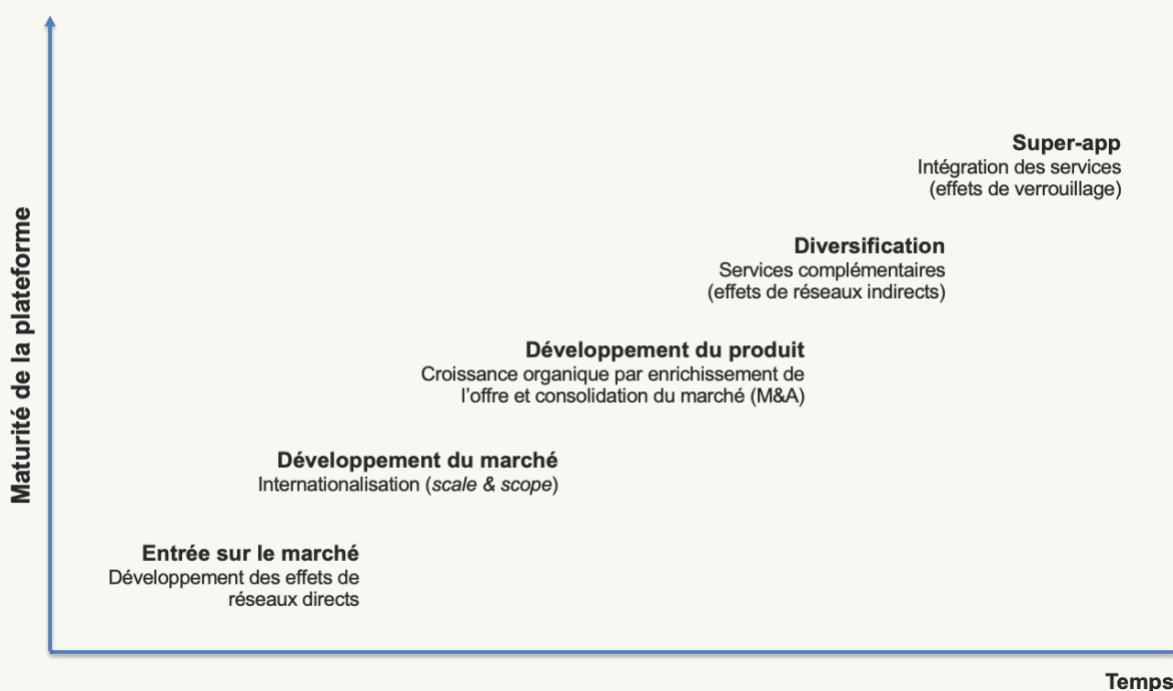 Super-app
Intégration des services
(effets de verrouillage)
Diversification
Services complémentaires
(effets de réseaux indirects)
Développement du produit
Croissance organique par enrichissement de
l'offre et consolidation du marché (M&A)
Développement du marché
Internationalisation (scale & scope)
Entrée sur le marché
Développement des effets de
réseaux directs
Maturité de la plateforme
Temps